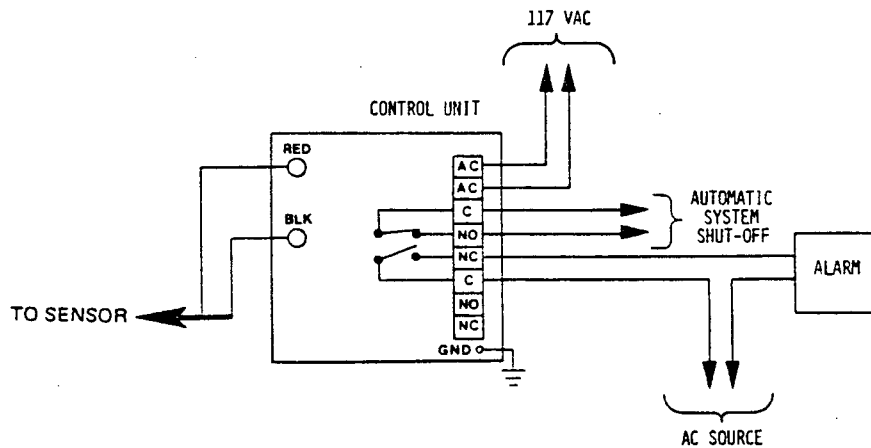 117 VAC
CONTROL UNIT
RED
BLK
AC
AC
C
NO
NC
C
NO
NC
GND
AUTOMATIC
SYSTEM
SHUT-OFF
ALARM
TO SENSOR
AC SOURCE